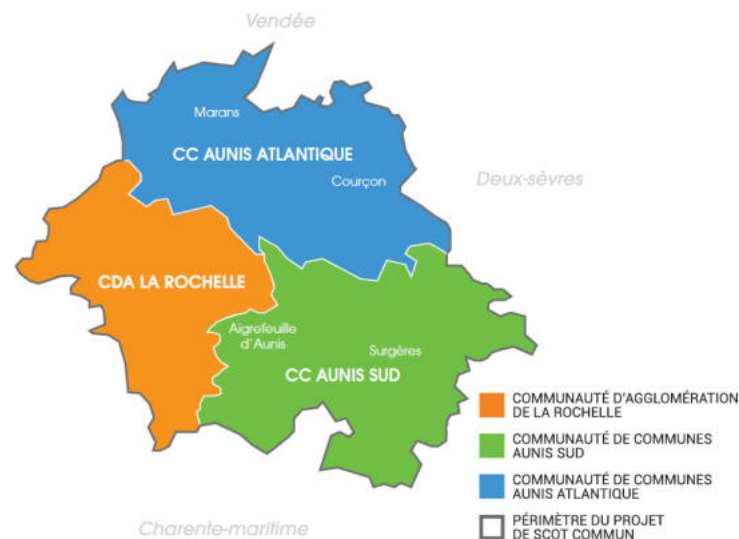 Vendée
Marans
CC AUNIS ATLANTIQUE
Courçon
Deux-sèvres
CDA LA ROCHELLE
Aigrefeuille
d'Aunis
Surgères
CC AUNIS SUD
COMMUNAUTÉ D'AGGLOMÉRATION
DE LA ROCHELLE
COMMUNAUTÉ DE COMMUNES
AUNIS SUD
COMMUNAUTÉ DE COMMUNES
AUNIS ATLANTIQUE
PÉRIMÈTRE DU PROJET
DE SCOT COMMUN
Charente-maritime